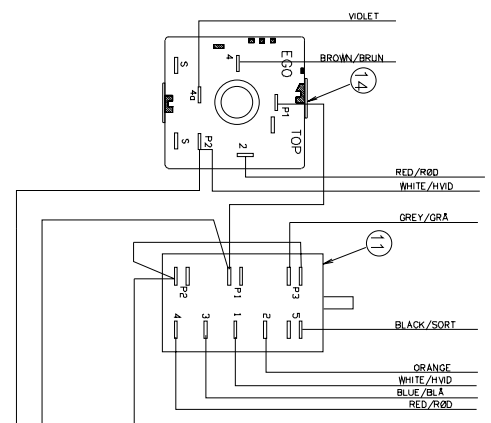 VIOLET
BROWN/BRUN
EGO
4
S
4a
P1
14
TOP
S
P2
2
RED/RØD
WHITE/HVID
GREY/GRÅ
11
P2
P1
P3
4
3
1
2
5
BLACK/SORT
ORANGE
WHITE/HVID
BLUE/BLÅ
RED/RØD